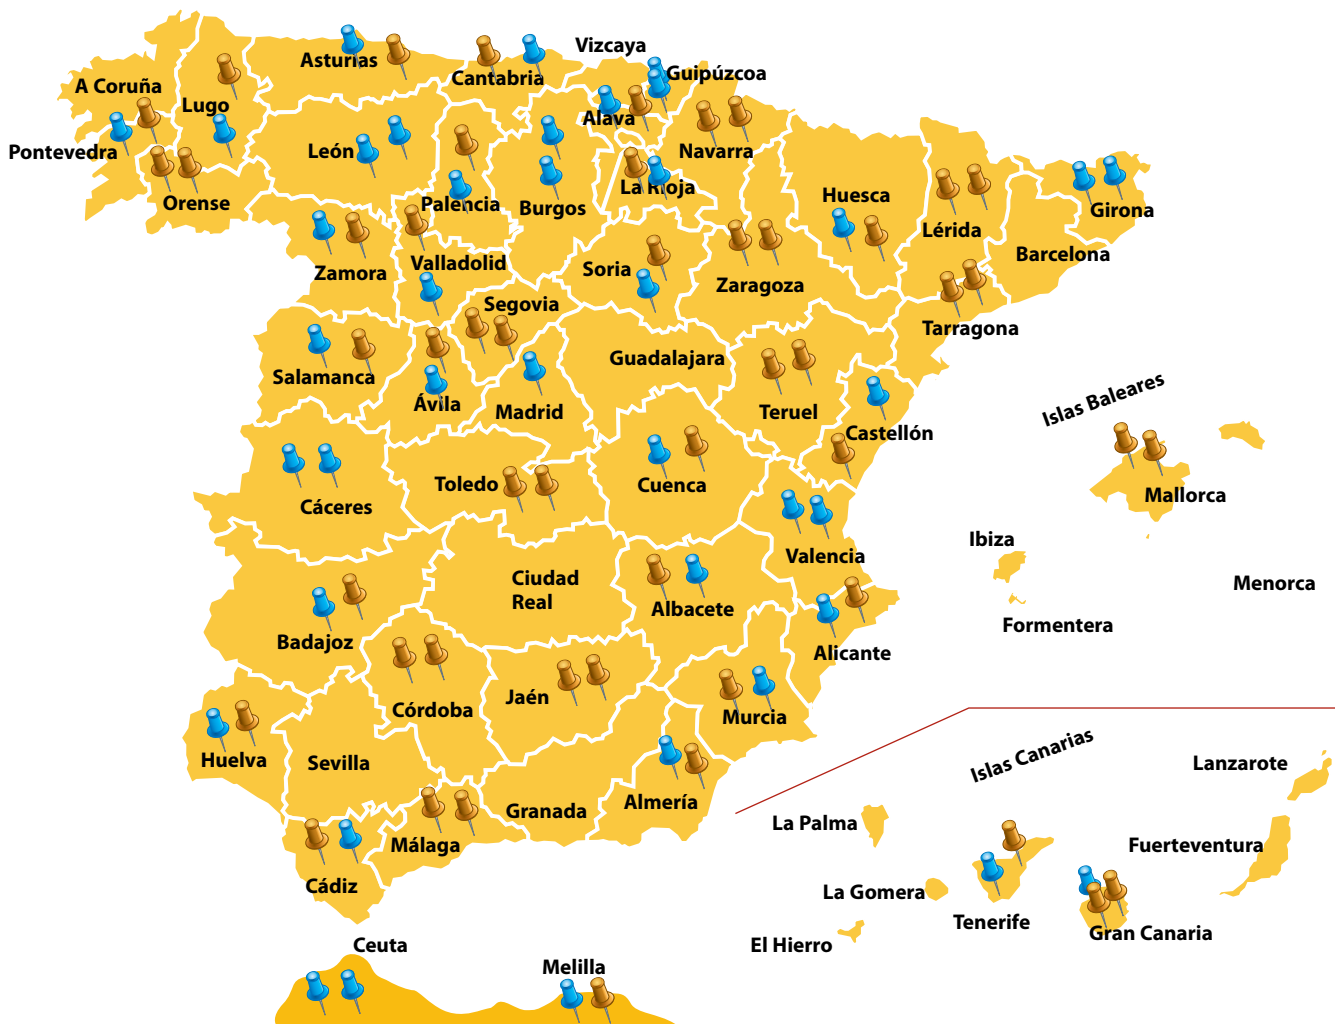 Vizcaya
Asturias
Cantabria
Guipúzcoa
A Coruña
Lugo
Alava
León
Navarra
Pontevedra
La Rioja
Huesca
Orense
Palencia
Burgos
Girona
Lérida
Barcelona
Zamora
Valladolid
Soria
Zaragoza
Segovia
Tarragona
Guadalajara
Salamanca
Ávila
Madrid
Teruel
Islas Baleares
Castellón
Toledo
Cuenca
Mallorca
Cáceres
Ibiza
Valencia
Ciudad
Real
Menorca
Albacete
Formentera
Badajoz
Alicante
Jaén
Córdoba
Murcia
Huelva
Sevilla
Islas Canarias
Lanzarote
Almería
Granada
La Palma
Málaga
Fuerteventura
Cádiz
La Gomera
Tenerife
Gran Canaria
El Hierro
Ceuta
Melilla